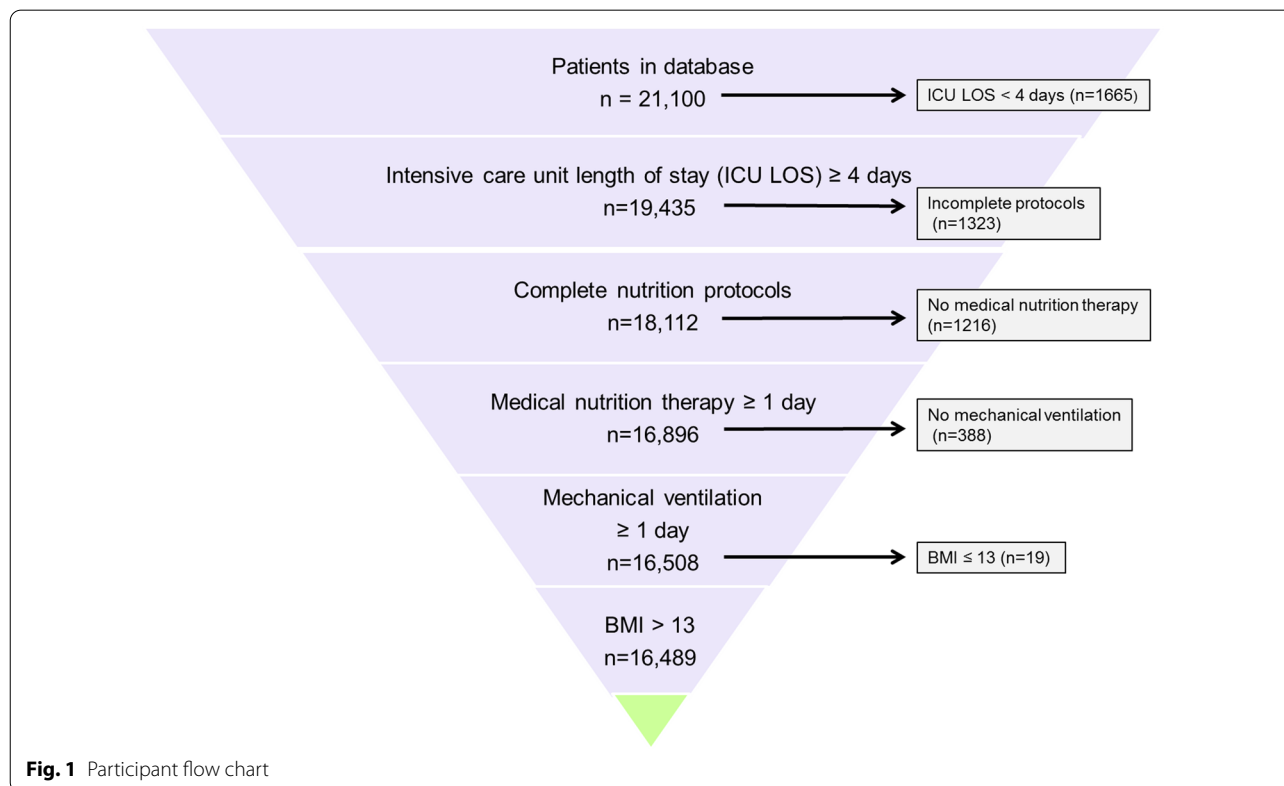 Patients in database
n = 21,100
ICU LOS < 4 days (n=1665)
Intensive care unit length of stay (ICU LOS) ≥ 4 days
n=19,435
Incomplete protocols
(n=1323)
Complete nutrition protocols
n=18,112
No medical nutrition therapy
(n=1216)
Medical nutrition therapy ≥ 1 day
n=16,896
No mechanical ventilation
(n=388)
Mechanical ventilation
≥ 1 day
n=16,508
BMI ≤ 13 (n=19)
BMI > 13
n=16,489
Fig. 1 Participant flow chart